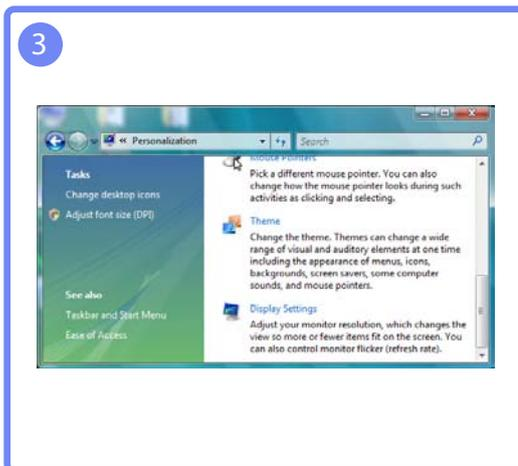 3
« Personalization
Search
Tasks
Change desktop icons
Adjust font size (DPI)
See also
Taskbar and Start Menu
Ease of Access
Mouse Pointers
Pick a different mouse pointer. You can also
change how the mouse pointer looks during such
activities as clicking and selecting.
Theme
Change the theme. Themes can change a wide
range of visual and auditory elements at one time
including the appearance of menus, icons,
backgrounds, screen savers, some computer
sounds, and mouse pointers.
Display Settings
Adjust your monitor resolution, which changes the
view so more or fewer items fit on the screen. You
can also control monitor flicker (refresh rate).